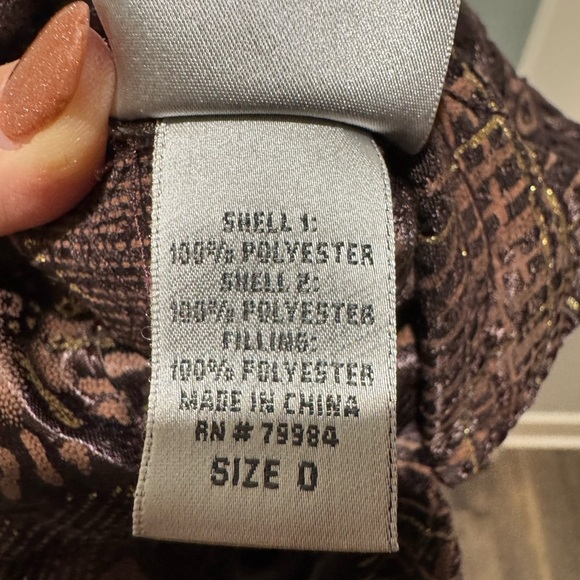 SHELL 1:
100% POLYESTER
SHELL 2:
100% POLYESTER
FILLING:
100% POLYESTER
MADE IN CHINA
RN # 79984
SIZE 0